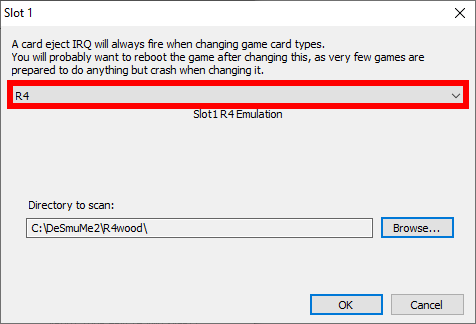 Slot 1
A card eject IRQ will always fire when changing game card types.
You will probably want to reboot the game after changing this, as very few games are
prepared to do anything but crash when changing it.
R4
Slot1 R4 Emulation
Directory to scan:
C:\DeSmuMe2\R4wood\
Browse...
OK
Cancel